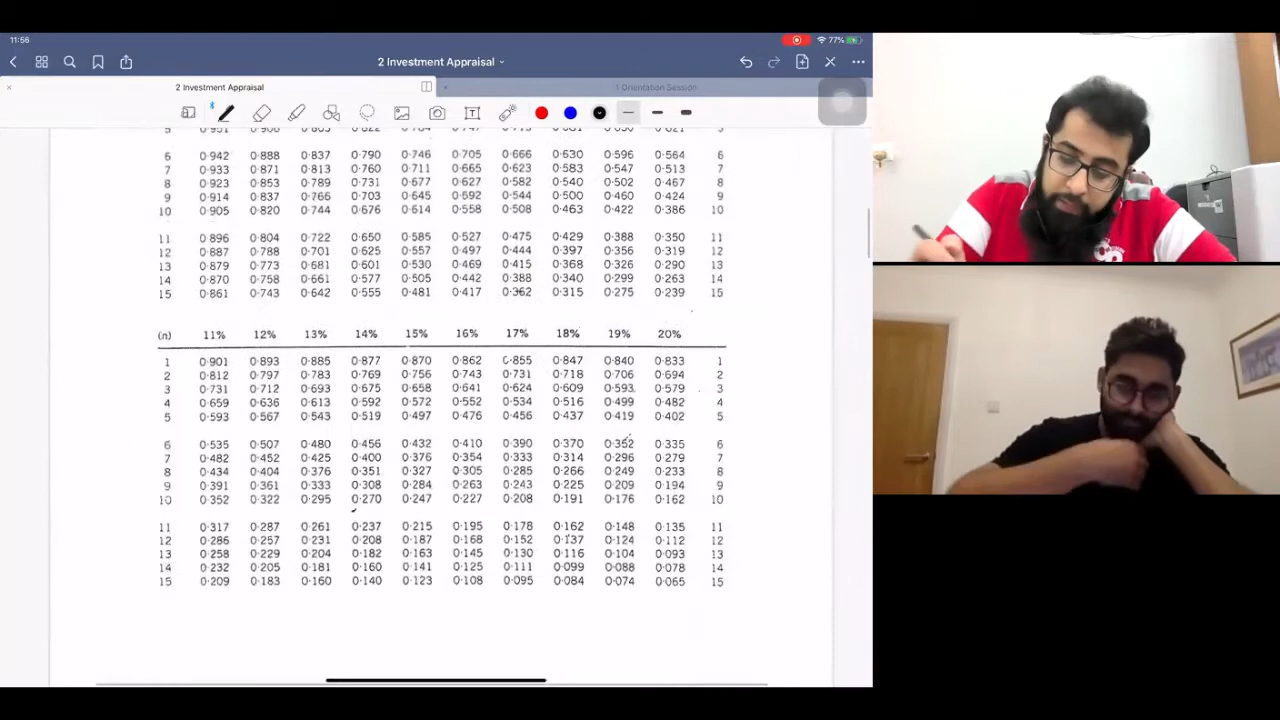 11:56
77%
2 Investment Appraisal
2 Investment Appraisal
1 Orientation Session
6 0·942 0·888 0·837 0·790 0·746 0·705 0·666 0·630 0·596 0·564 6
7 0·933 0·871 0·813 0·760 0·711 0·665 0·623 0·583 0·547 0·513 7
8 0·923 0·853 0·789 0·731 0·677 0·627 0·582 0·540 0·502 0·467 8
9 0·914 0·837 0·766 0·703 0·645 0·592 0·544 0·500 0·460 0·424 9
10 0·905 0·820 0·744 0·676 0·614 0·558 0·508 0·463 0·422 0·386 10
11 0·896 0·804 0·722 0·650 0·585 0·527 0·475 0·429 0·388 0·350 11
12 0·887 0·788 0·701 0·625 0·557 0·497 0·444 0·397 0·356 0·319 12
13 0·879 0·773 0·681 0·601 0·530 0·469 0·415 0·368 0·326 0·290 13
14 0·870 0·758 0·661 0·577 0·505 0·442 0·388 0·340 0·299 0·263 14
15 0·861 0·743 0·642 0·555 0·481 0·417 0·362 0·315 0·275 0·239 15
(n) 11% 12% 13% 14% 15% 16% 17% 18% 19% 20%
1 0·901 0·893 0·885 0·877 0·870 0·862 0·855 0·847 0·840 0·833 1
2 0·812 0·797 0·783 0·769 0·756 0·743 0·731 0·718 0·706 0·694 2
3 0·731 0·712 0·693 0·675 0·658 0·641 0·624 0·609 0·593 0·579 3
4 0·659 0·636 0·613 0·592 0·572 0·552 0·534 0·516 0·499 0·482 4
5 0·593 0·567 0·543 0·519 0·497 0·476 0·456 0·437 0·419 0·402 5
6 0·535 0·507 0·480 0·456 0·432 0·410 0·390 0·370 0·352 0·335 6
7 0·482 0·452 0·425 0·400 0·376 0·354 0·333 0·314 0·296 0·279 7
8 0·434 0·404 0·376 0·351 0·327 0·305 0·285 0·266 0·249 0·233 8
9 0·391 0·361 0·333 0·308 0·284 0·263 0·243 0·225 0·209 0·194 9
10 0·352 0·322 0·295 0·270 0·247 0·227 0·208 0·191 0·176 0·162 10
11 0·317 0·287 0·261 0·237 0·215 0·195 0·178 0·162 0·148 0·135 11
12 0·286 0·257 0·231 0·208 0·187 0·168 0·152 0·137 0·124 0·112 12
13 0·258 0·229 0·204 0·182 0·163 0·145 0·130 0·116 0·104 0·093 13
14 0·232 0·205 0·181 0·160 0·141 0·125 0·111 0·099 0·088 0·078 14
15 0·209 0·183 0·160 0·140 0·123 0·108 0·095 0·084 0·074 0·065 15